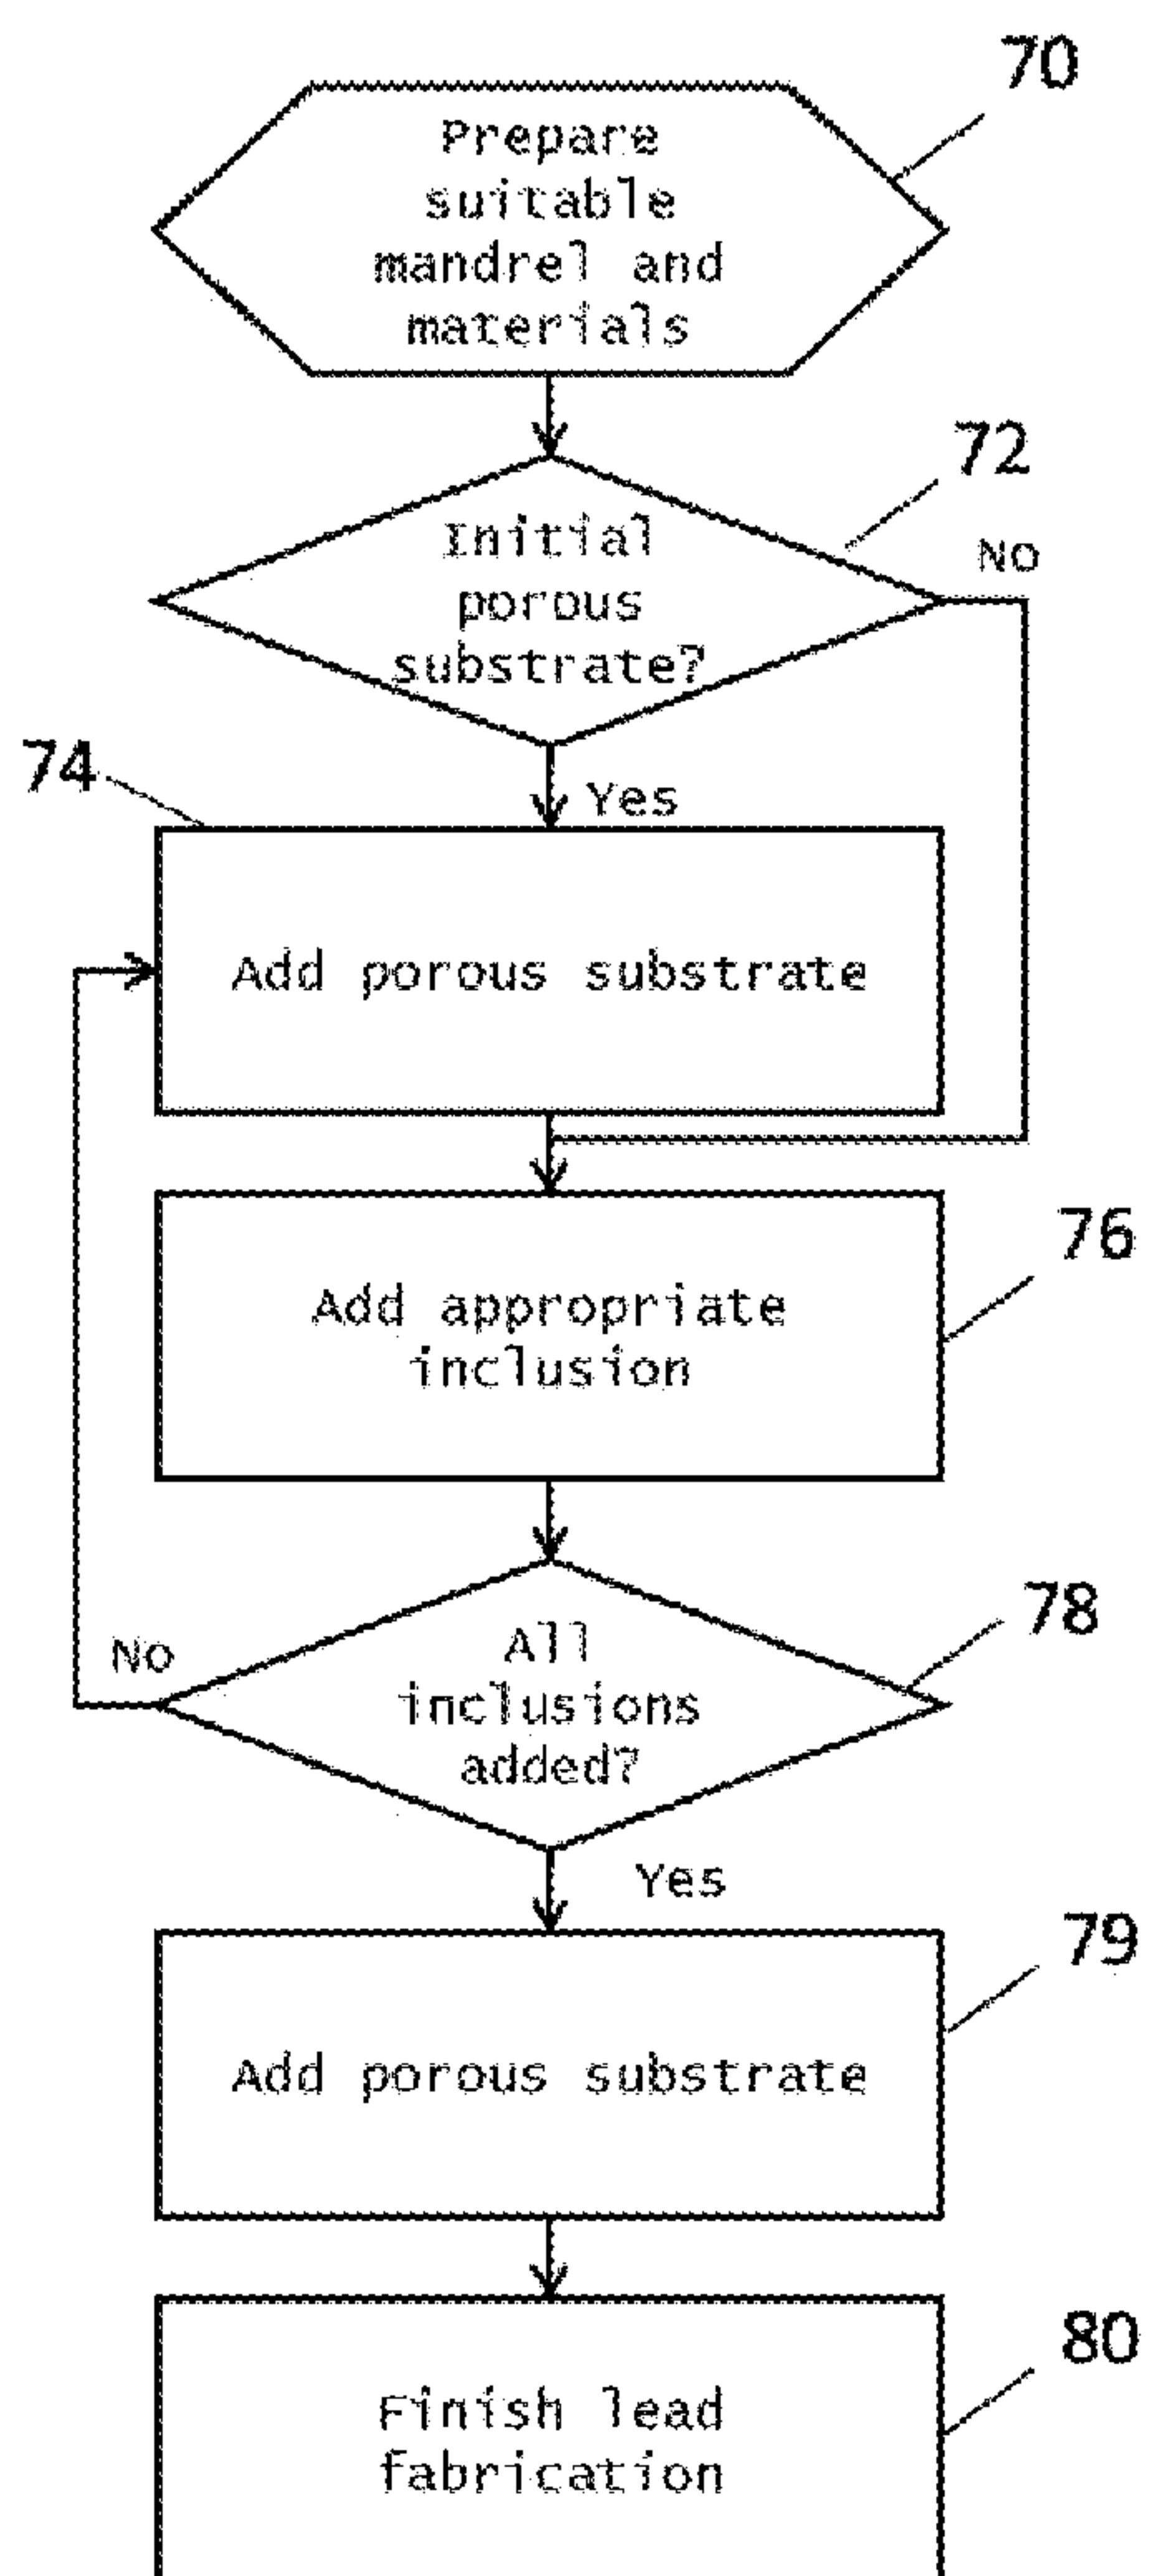 70
Prepare
suitable
mandrel and
materials
72
Initial
porous
substrate?
No
74
Yes
Add porous substrate
76
Add appropriate
inclusion
78
No
All
inclusions
added?
Yes
79
Add porous substrate
80
Finish lead
fabrication